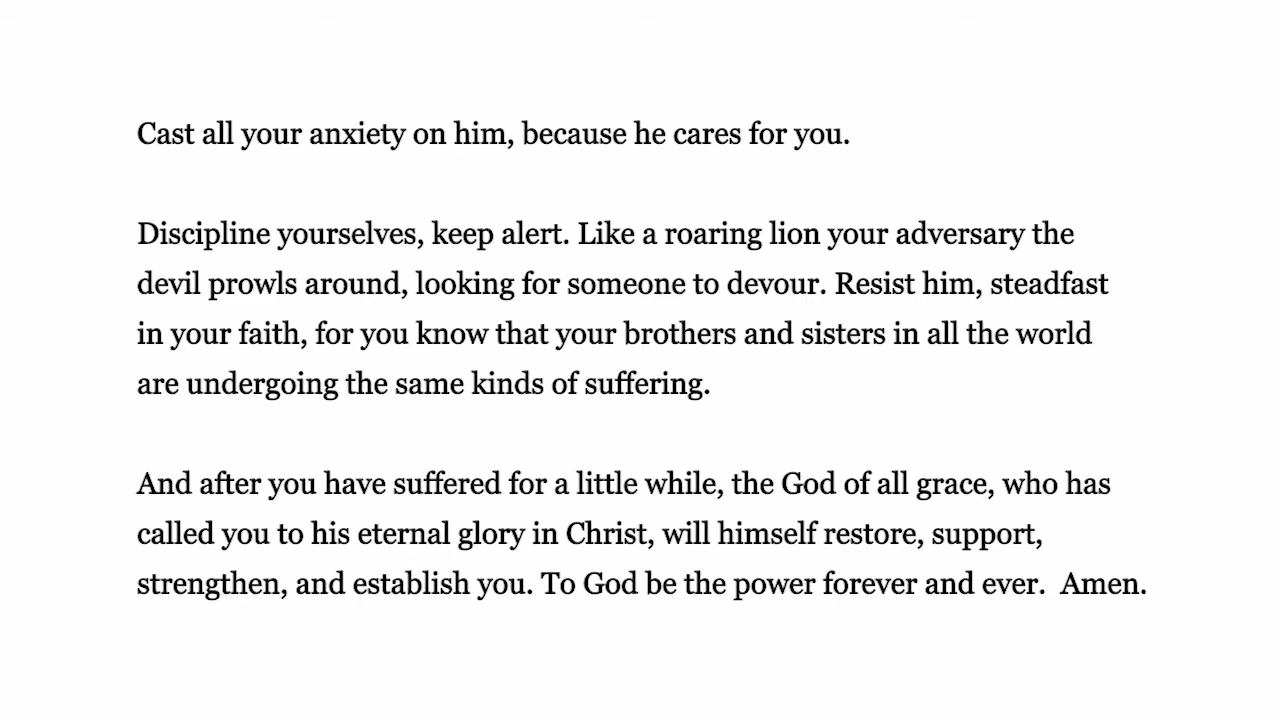 Cast all your anxiety on him, because he cares for you.
Discipline yourselves, keep alert. Like a roaring lion your adversary the
devil prowls around, looking for someone to devour. Resist him, steadfast
in your faith, for you know that your brothers and sisters in all the world
are undergoing the same kinds of suffering.
And after you have suffered for a little while, the God of all grace, who has
called you to his eternal glory in Christ, will himself restore, support,
strengthen, and establish you. To God be the power forever and ever.  Amen.